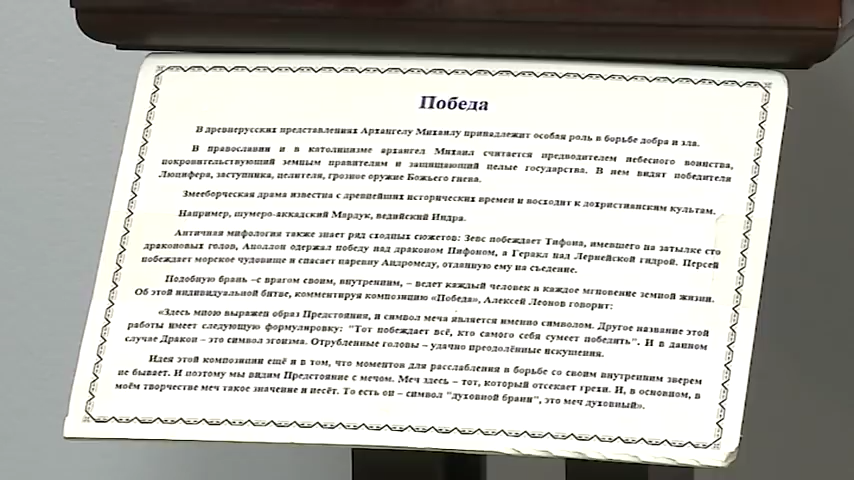 Победа
В древнерусских представлениях Архангелу Михаилу принадлежит особая роль в борьбе добра и зла.
В православии и в католицизме архангел Михаил считается предводителем небесного воинства,
покровительствующий земным правителям и защищающий целые государства. В нем видят победителя
Люцифера, заступника, целителя, грозное оружие Божьего гнева.
Змееборческая драма известна с древнейших исторических времен и восходит к дохристианским культам.
Например, шумеро-аккадский Мардук, ведийский Индра.
Античная мифология также знает ряд сходных сюжетов: Зевс побеждает Тифона, имевшего на затылке сто
драконовых голов, Аполлон одержал победу над драконом Пифоном, а Геракл над Лернейской гидрой. Персей
побеждает морское чудовище и спасает царевну Андромеду, отданную ему на съедение.
Подобную брань –с врагом своим, внутренним, – ведет каждый человек в каждое мгновение земной жизни.
Об этой индивидуальной битве, комментируя композицию «Победа», Алексей Леонов говорит:
«Здесь мною выражен образ Предстояния, и символ меча является именно символом. Другое название этой
работы имеет следующую формулировку: "Тот побеждает всё, кто самого себя сумеет победить". И в данном
случае Дракон – это символ эгоизма. Отрубленные головы – удачно преодолённые искушения.
Идея этой композиции ещё и в том, что моментов для расслабления в борьбе со своим внутренним зверем
не бывает. И поэтому мы видим Предстояние с мечом. Меч здесь – тот, который отсекает грехи. И, в основном, в
моём творчестве меч такое значение и несёт. То есть он – символ "духовной брани", это меч духовный».